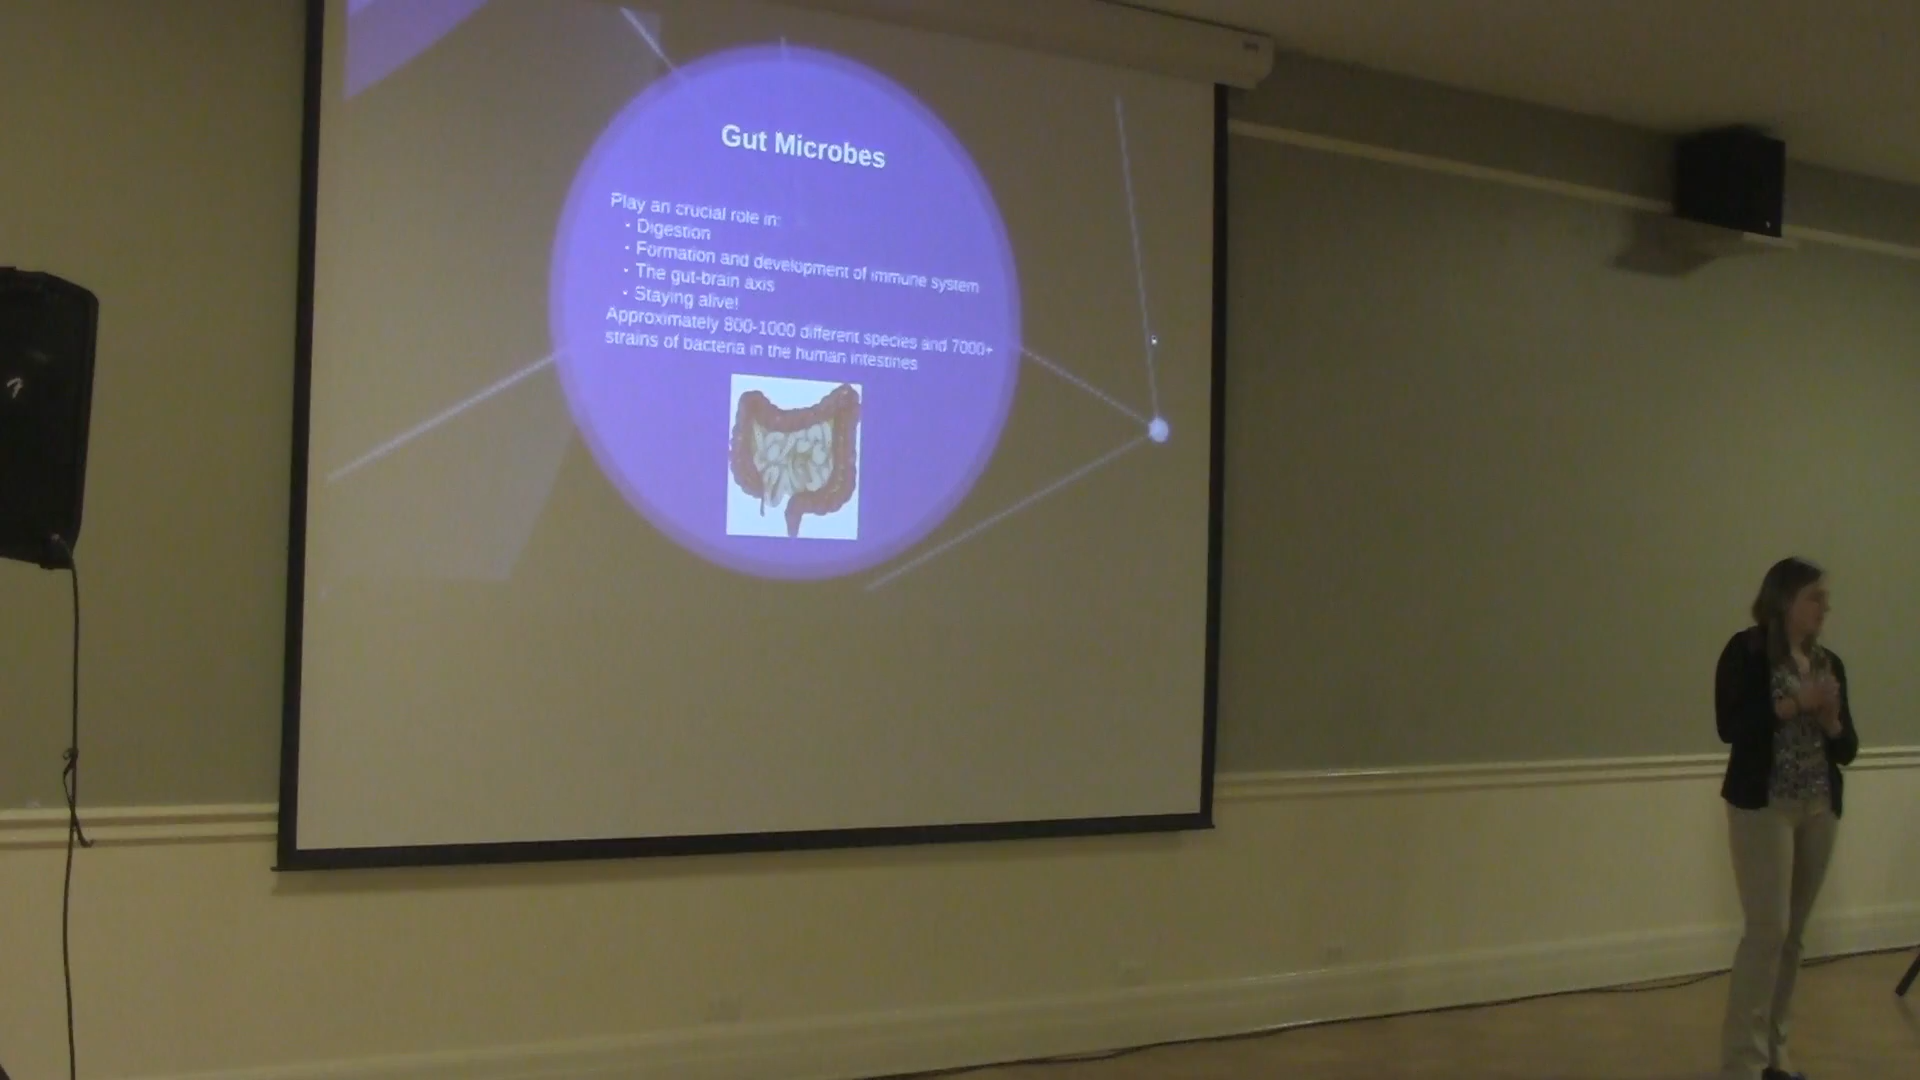 Gut Microbes
Play an crucial role in:
· Digestion
· Formation and development of immune system
· The gut-brain axis
· Staying alive!
Approximately 800-1000 different species and 7000+
strains of bacteria in the human intestines